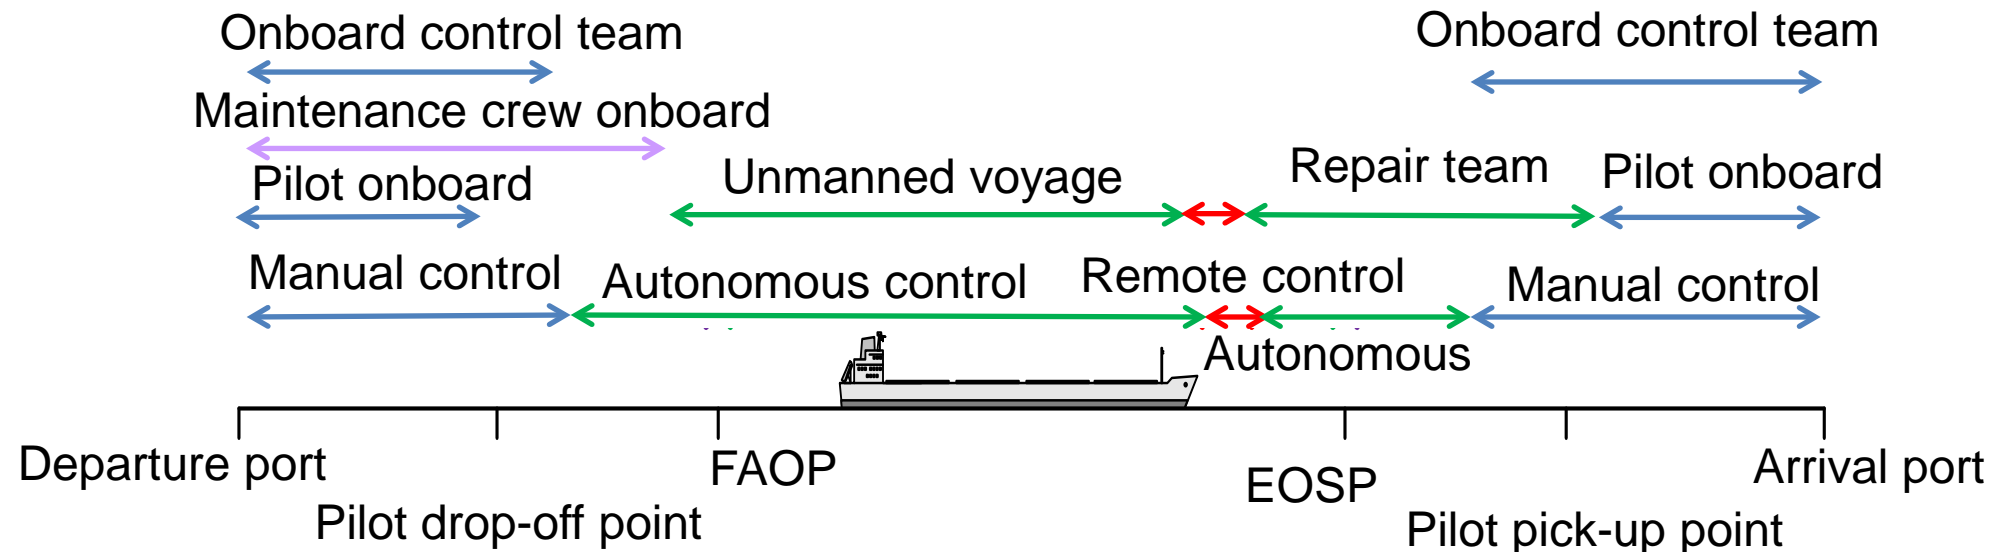 Onboard control team
Onboard control team
Maintenance crew onboard
Pilot onboard
Unmanned voyage
Repair team
Pilot onboard
Manual control
Autonomous control
Remote control
Manual control
Autonomous
Departure port
FAOP
EOSP
Arrival port
Pilot drop-off point
Pilot pick-up point